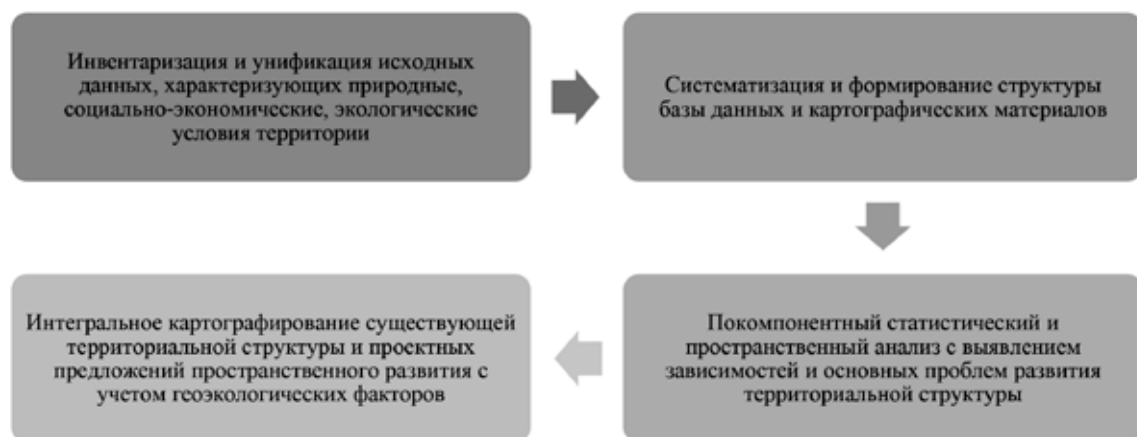 Инвентаризация и унификация исходных
данных, характеризующих природные,
социально-экономические, экологические
условия территории
Систематизация и формирование структуры
базы данных и картографических материалов
Покомпонентный статистический и
пространственный анализ с выявлением
зависимостей и основных проблем развития
территориальной структуры
Интегральное картографирование существующей
территориальной структуры и проектных
предложений пространственного развития с
учетом геоэкологических факторов